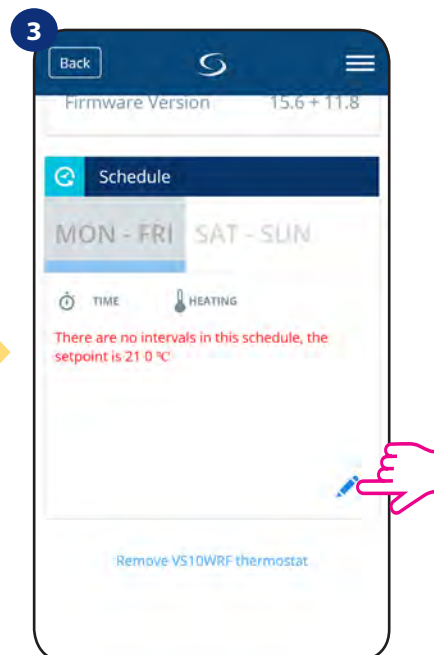 3
Back
Firmware Version 15.6 + 11.8
Schedule
MON - FRI SAT - SUN
TIME HEATING
There are no intervals in this schedule, the
setpoint is 21 0 ℃
Remove VS10WRF thermostat